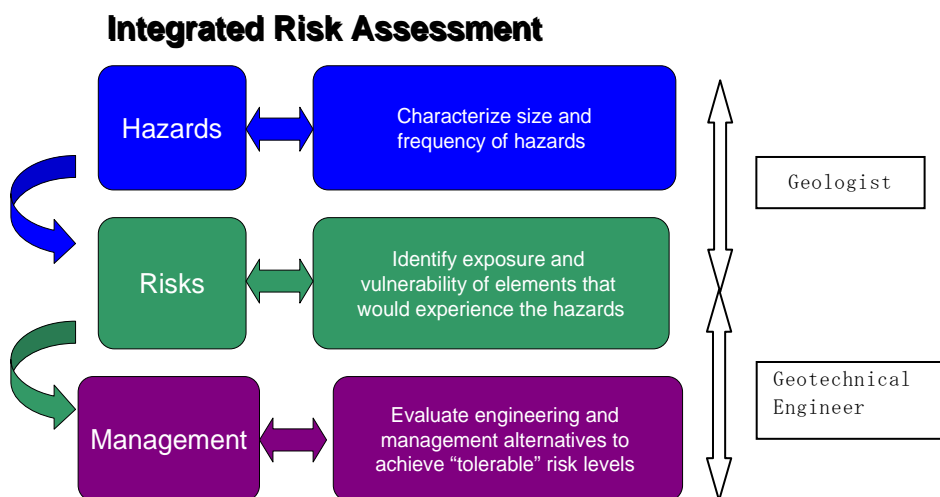 Integrated Risk Assessment
Hazards
Characterize size and
frequency of hazards
Geologist
Risks
Identify exposure and
vulnerability of elements that
would experience the hazards
Geotechnical
Engineer
Management
Evaluate engineering and
management alternatives to
achieve “tolerable” risk levels